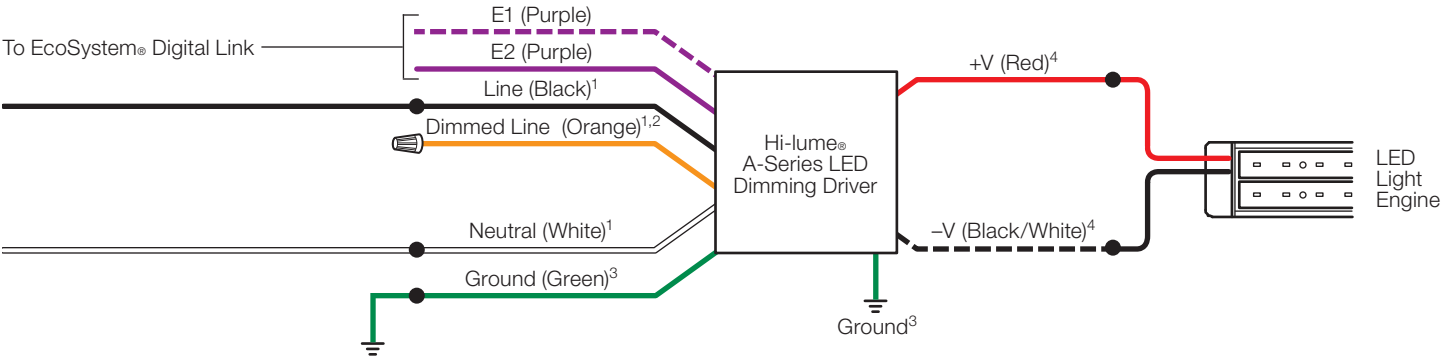 E1 (Purple)
To EcoSystem® Digital Link
E2 (Purple)
Line (Black)1
Dimmed Line (Orange)1,2
Neutral (White)1
Ground (Green)3
Hi-lume®
A-Series LED
Dimming Driver
+V (Red)4
–V (Black/White)4
Ground3
LED
Light
Engine